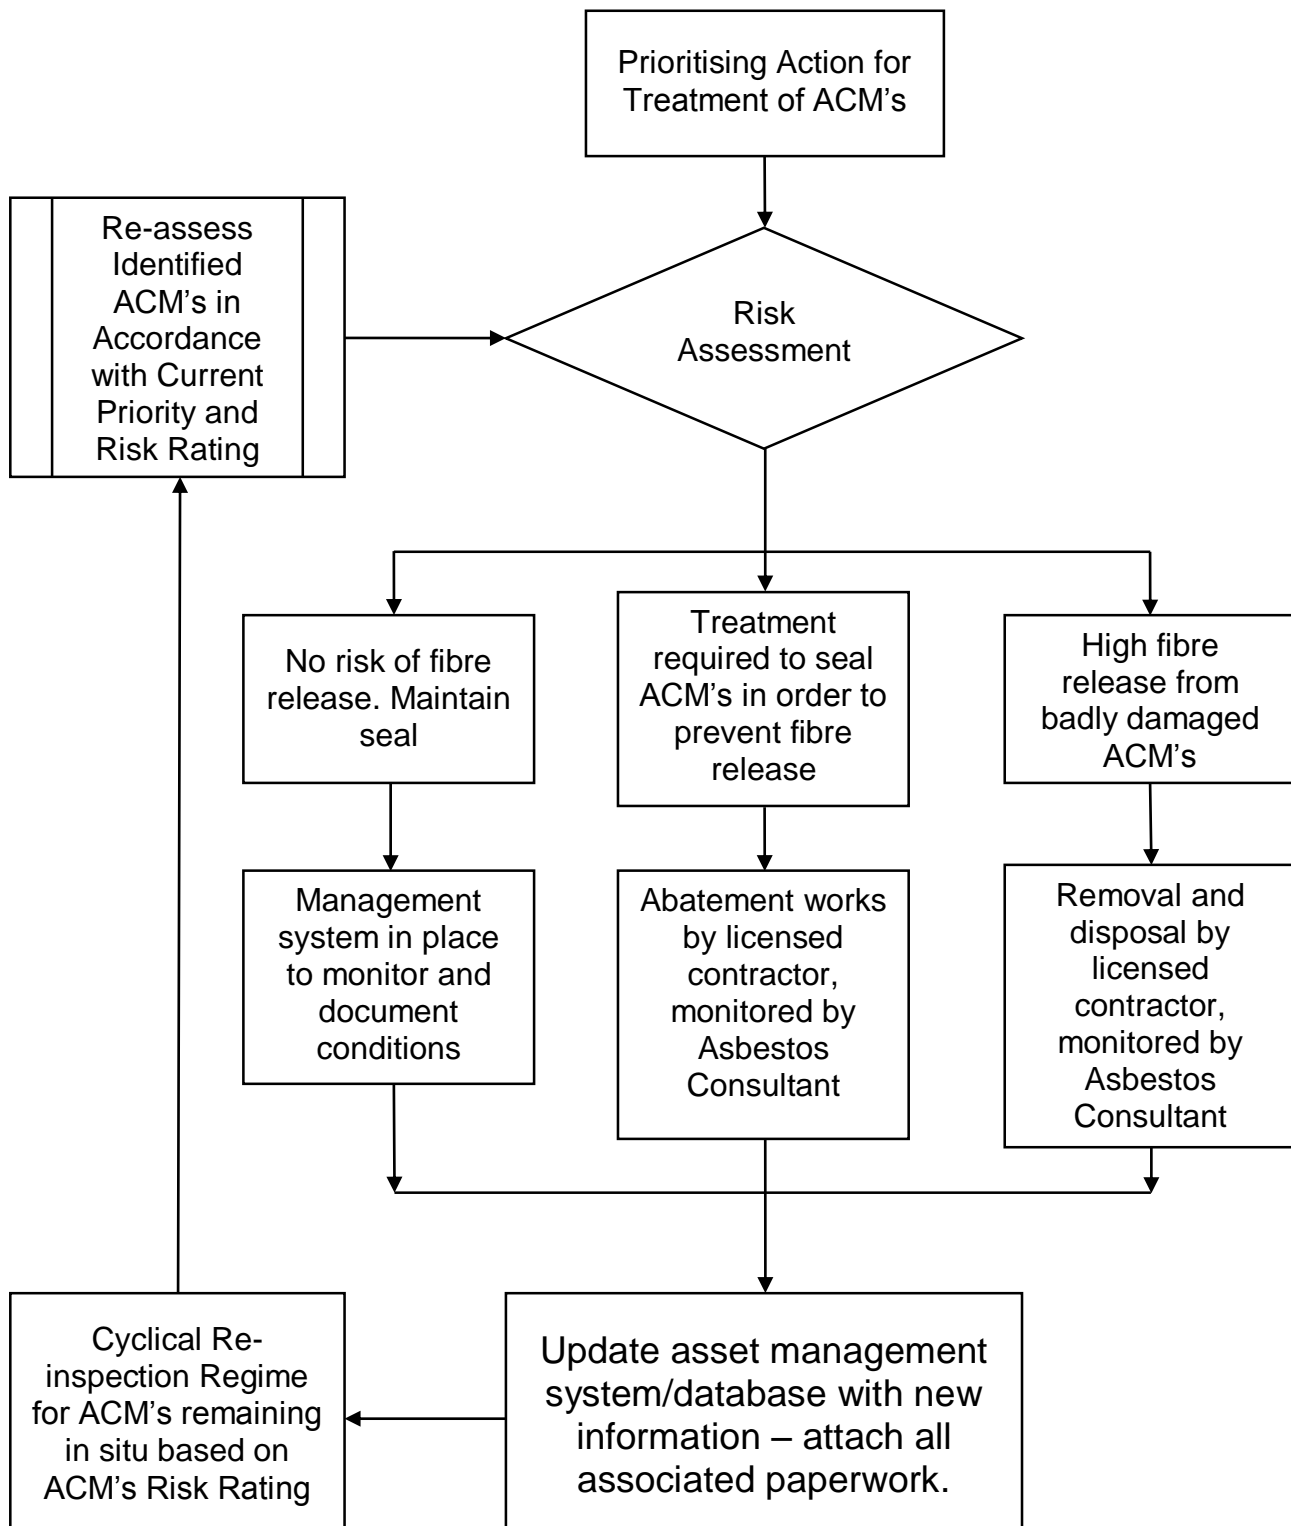 Prioritising Action for
Treatment of ACM’s
Re-assess
Identified
ACM’s in
Accordance
with Current
Priority and
Risk Rating
Risk
Assessment
No risk of fibre
release. Maintain
seal
Treatment
required to seal
ACM’s in order to
prevent fibre
release
High fibre
release from
badly damaged
ACM’s
Management
system in place
to monitor and
document
conditions
Abatement works
by licensed
contractor,
monitored by
Asbestos
Consultant
Removal and
disposal by
licensed
contractor,
monitored by
Asbestos
Consultant
Cyclical Re-
inspection Regime
for ACM’s remaining
in situ based on
ACM’s Risk Rating
Update asset management
system/database with new
information – attach all
associated paperwork.